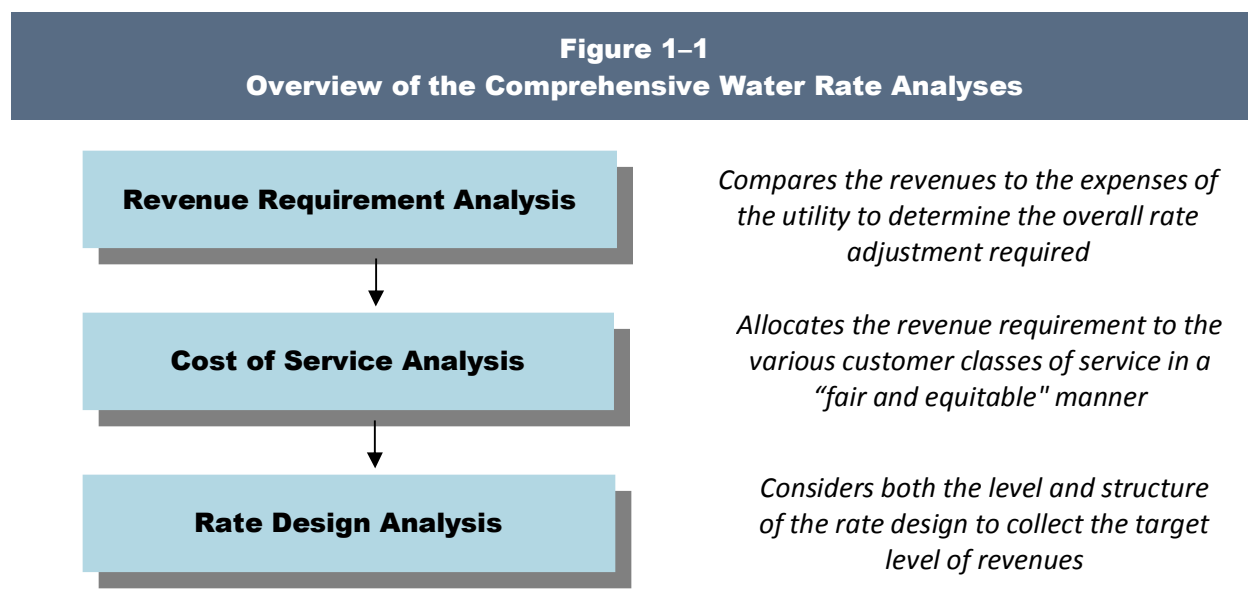 Figure 1–1
Overview of the Comprehensive Water Rate Analyses
Revenue Requirement Analysis
Compares the revenues to the expenses of
the utility to determine the overall rate
adjustment required
Cost of Service Analysis
Allocates the revenue requirement to the
various customer classes of service in a
“fair and equitable" manner
Rate Design Analysis
Considers both the level and structure
of the rate design to collect the target
level of revenues